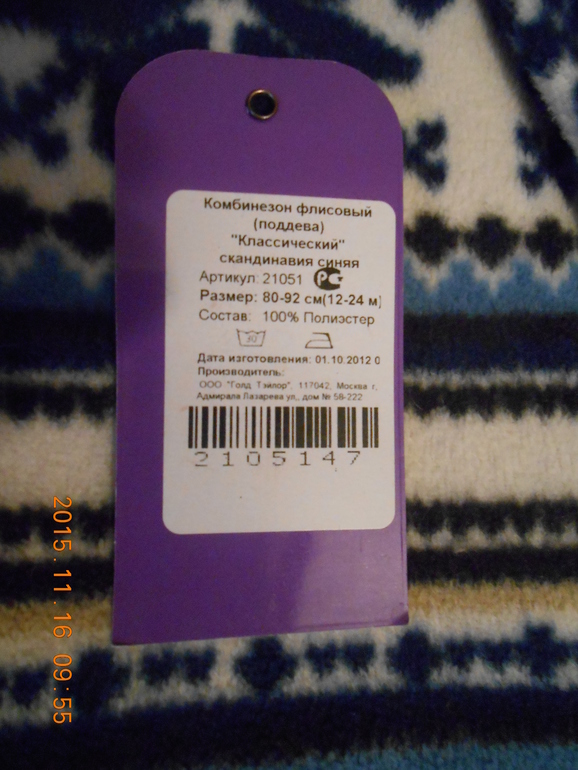 Комбинезон флисовый
(поддева)
"Классический"
скандинавия синяя
Артикул: 21051
Размер: 80-92 см(12-24 м)
Состав: 100% Полиэстер
Дата изготовления: 01.10.2012 0
Производитель:
ООО "Голд Тэйлор", 117042, Москва г,
Адмирала Лазарева ул, дом № 58-222
2105147
2015.11.16 09:55